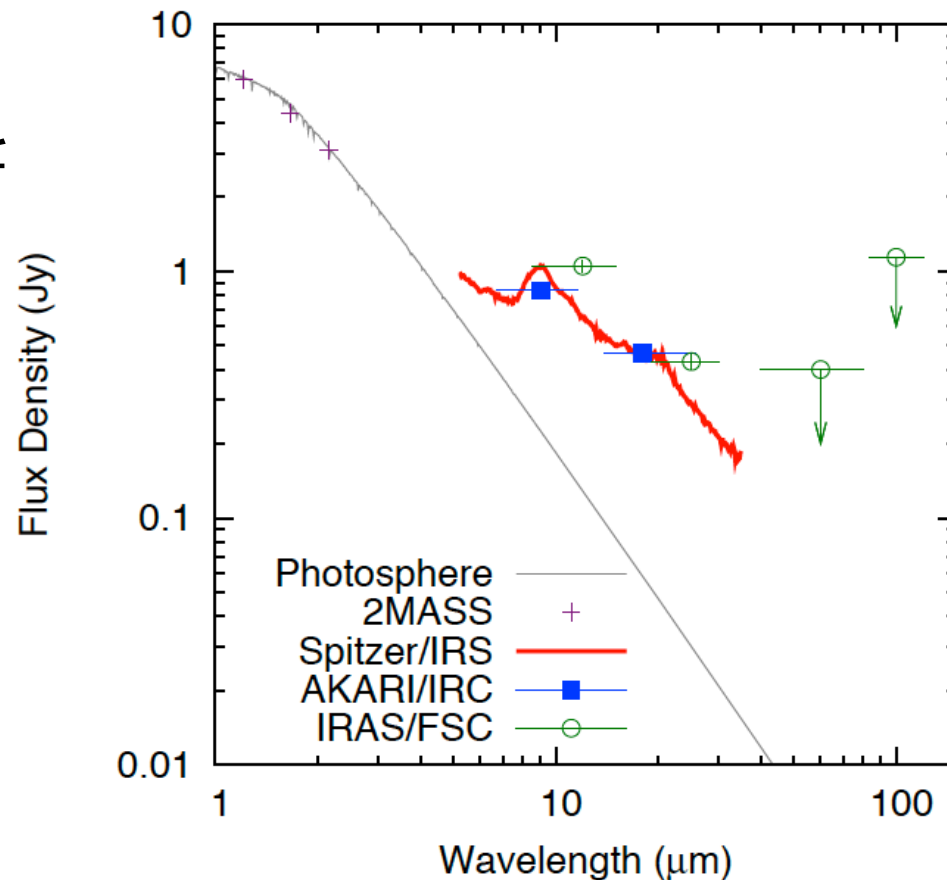 10
1
0.1
0.01
Flux Density (Jy)
Photosphere
2MASS
Spitzer/IRS
AKARI/IRC
IRAS/FSC
1 10 100
Wavelength (μm)